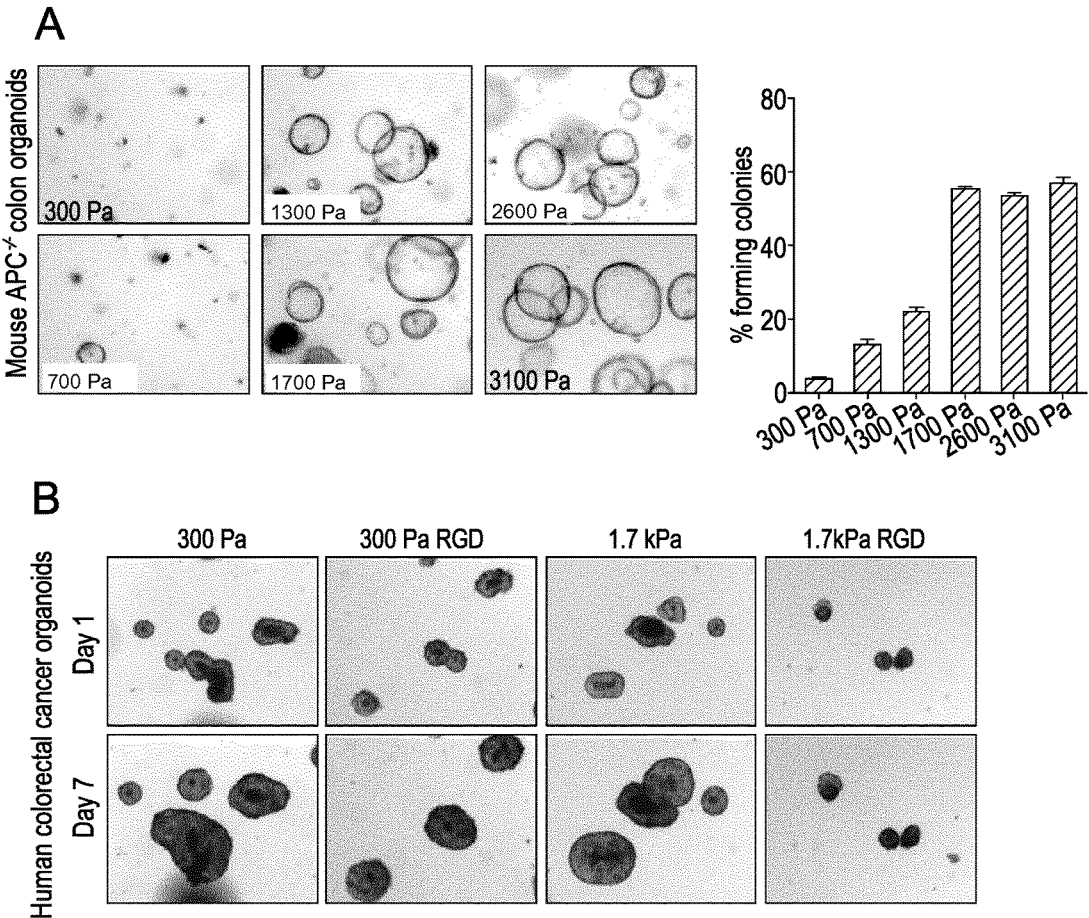 A
Mouse APC-/- colon organoids
300 Pa
1300 Pa
2600 Pa
700 Pa
1700 Pa
3100 Pa
% forming colonies
80
60
40
20
0
300 Pa
700 Pa
1300 Pa
1700 Pa
2600 Pa
3100 Pa
B
Human colorectal cancer organoids
300 Pa
300 Pa RGD
1.7 kPa
1.7kPa RGD
Day 1
Day 7